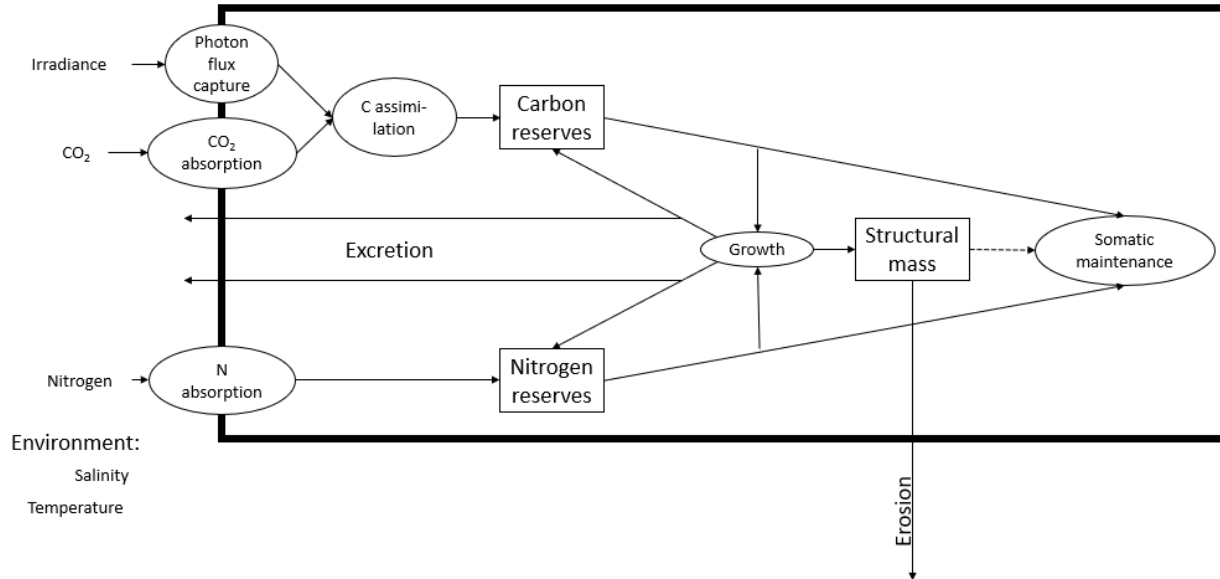 Irradiance
Photon
flux
capture
CO₂
CO₂
absorption
C assimi-
lation
Carbon
reserves
Excretion
Growth
Structural
mass
Somatic
maintenance
Nitrogen
N
absorption
Nitrogen
reserves
Environment:
Salinity
Temperature
Erosion